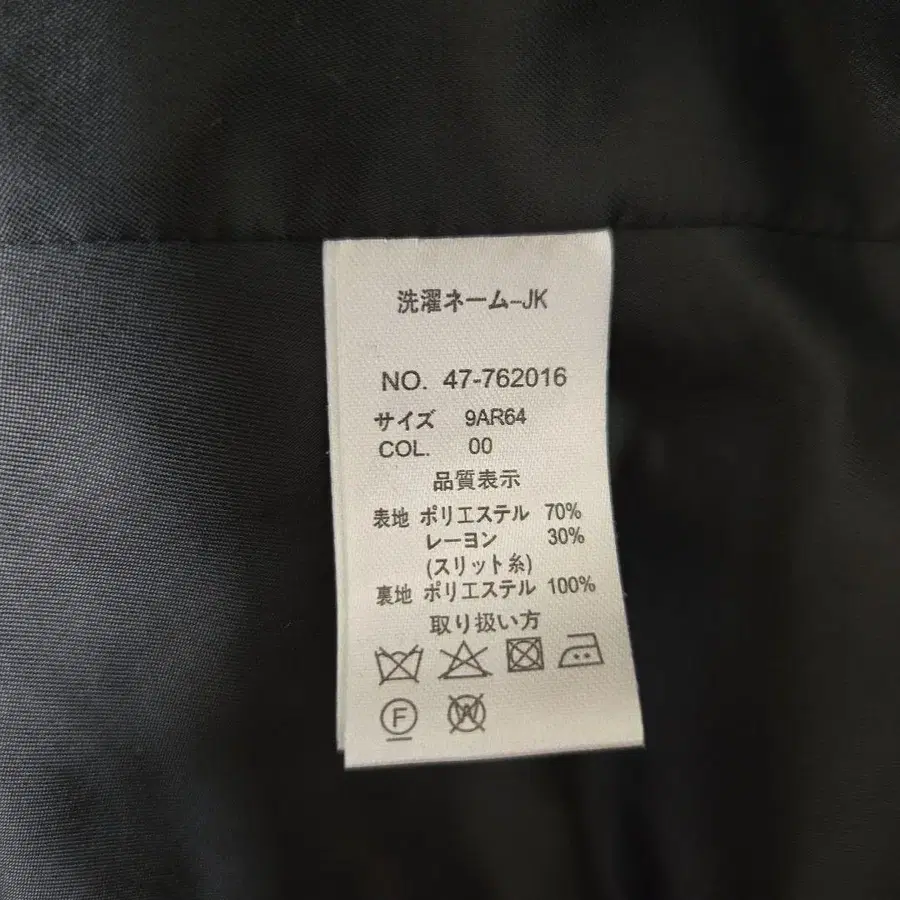 洗濯ネーム-JK
NO. 47-762016
サイズ 9AR64
COL. 00
品質表示
表地 ポリエステル 70%
レーヨン 30%
(スリット糸)
裏地 ポリエステル 100%
取り扱い方
F W